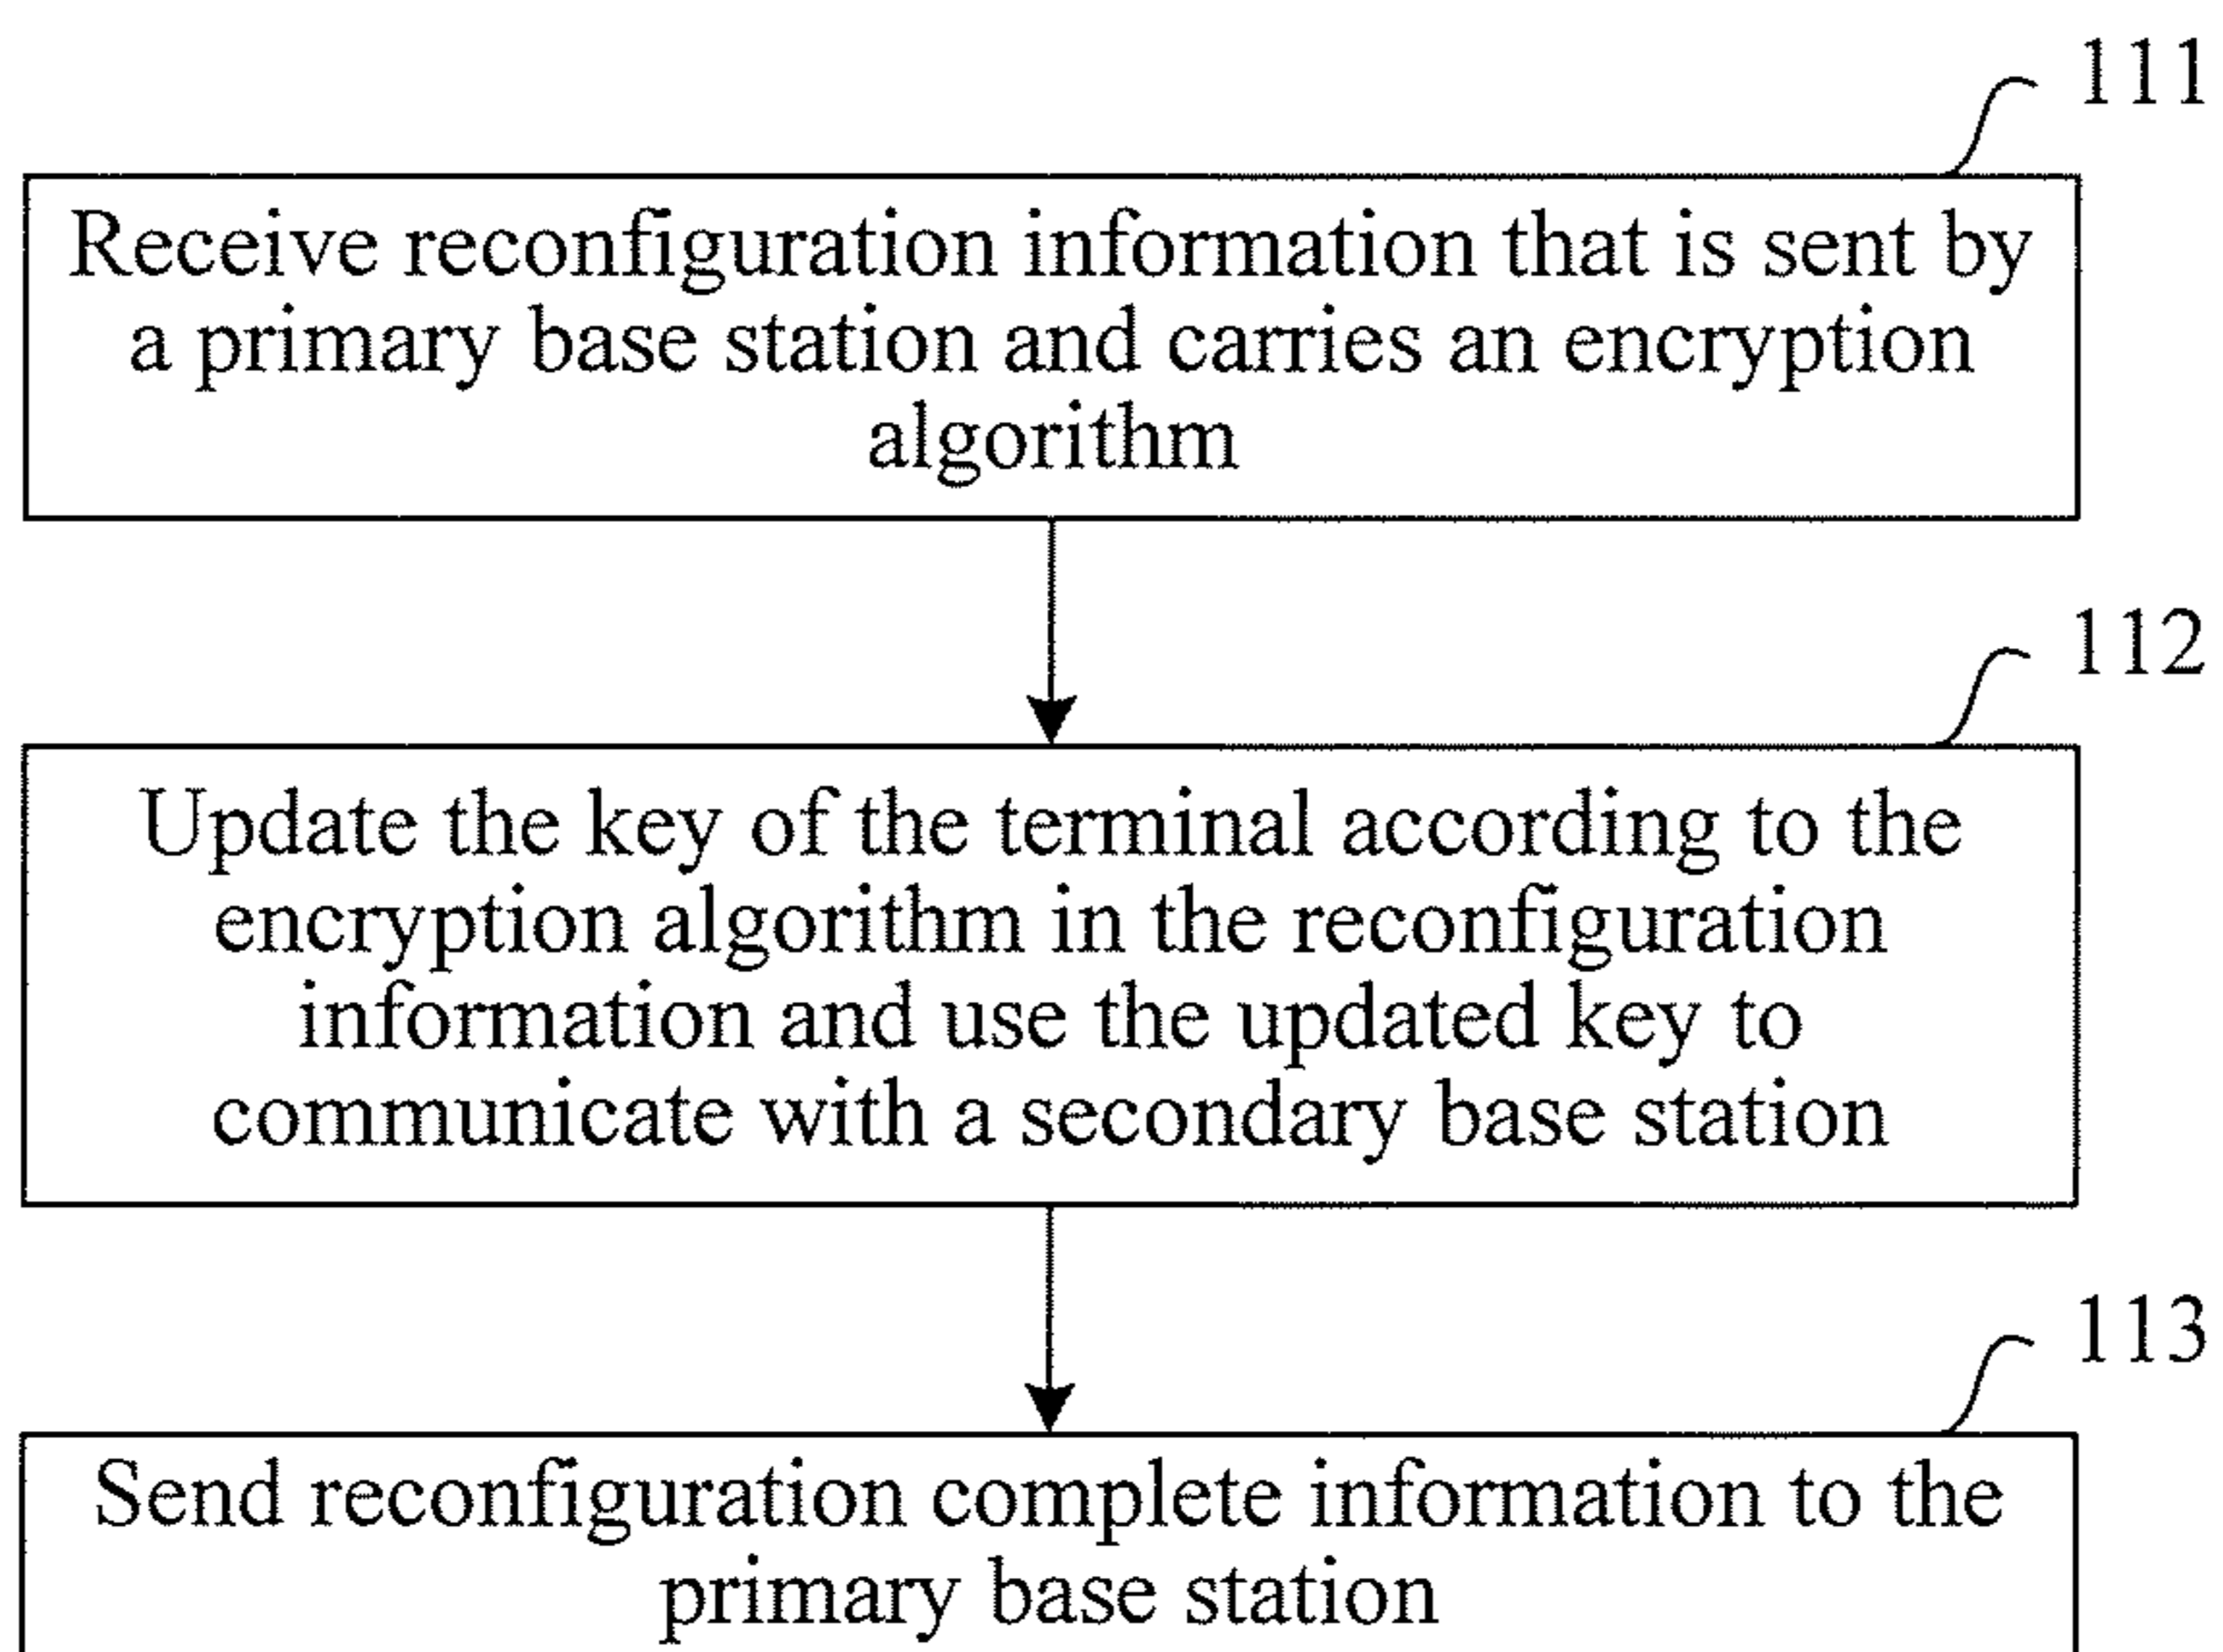 111
Receive reconfiguration information that is sent by
a primary base station and carries an encryption
algorithm
112
Update the key of the terminal according to the
encryption algorithm in the reconfiguration
information and use the updated key to
communicate with a secondary base station
113
Send reconfiguration complete information to the
primary base station